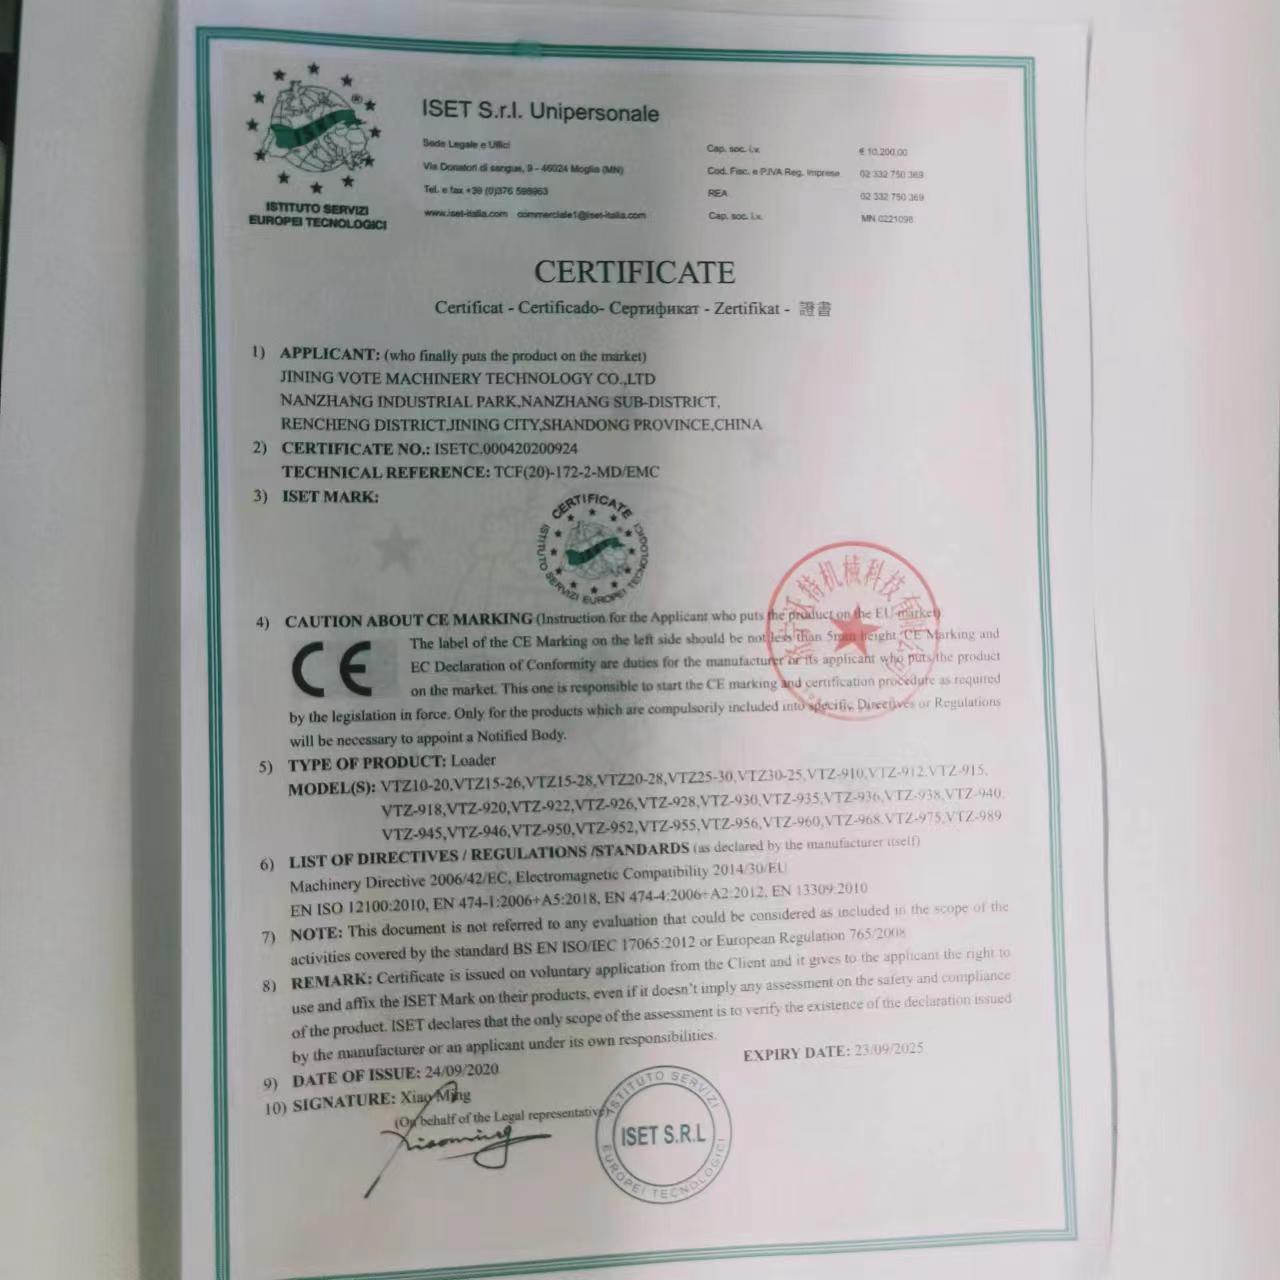 ISET
ISTITUTO SERVIZI
EUROPEI TECNOLOGICI
ISET S.r.l. Unipersonale
Sede Legale e Uffici
Via Donatori di sangue, 9 - 46024 Moglia (MN)
Tel. e fax +39 (0)376 598963
www.iset-italia.com commerciale1@iset-italia.com
Cap. soc. i.v. € 10.200,00
Cod. Fisc. e P.IVA Reg. Imprese 02 332 750 369
REA 02 332 750 369
Cap. soc. i.v. MN 0221098
CERTIFICATE
Certificat - Certificado- Сертификат - Zertifikat - 證書
1) APPLICANT: (who finally puts the product on the market)
JINING VOTE MACHINERY TECHNOLOGY CO.,LTD
NANZHANG INDUSTRIAL PARK,NANZHANG SUB-DISTRICT,
RENCHENG DISTRICT,JINING CITY,SHANDONG PROVINCE,CHINA
2) CERTIFICATE NO.: ISETC.000420200924
TECHNICAL REFERENCE: TCF(20)-172-2-MD/EMC
3) ISET MARK:
CERTIFICATE
ISTITUTO SERVIZI EUROPEI TECNOLOGICI
4) CAUTION ABOUT CE MARKING (Instruction for the Applicant who puts the product on the EU market)
CE
The label of the CE Marking on the left side should be not less than 5mm height. CE Marking and
EC Declaration of Conformity are duties for the manufacturer or its applicant who puts the product
on the market. This one is responsible to start the CE marking and certification procedure as required
by the legislation in force. Only for the products which are compulsorily included into specific Directives or Regulations
will be necessary to appoint a Notified Body.
沃特机械科技有限公司
5) TYPE OF PRODUCT: Loader
MODEL(S): VTZ10-20,VTZ15-26,VTZ15-28,VTZ20-28,VTZ25-30,VTZ30-25,VTZ-910,VTZ-912,VTZ-915,
VTZ-918,VTZ-920,VTZ-922,VTZ-926,VTZ-928,VTZ-930,VTZ-935,VTZ-936,VTZ-938,VTZ-940,
VTZ-945,VTZ-946,VTZ-950,VTZ-952,VTZ-955,VTZ-956,VTZ-960,VTZ-968,VTZ-975,VTZ-989
6) LIST OF DIRECTIVES / REGULATIONS /STANDARDS (as declared by the manufacturer itself)
Machinery Directive 2006/42/EC, Electromagnetic Compatibility 2014/30/EU
EN ISO 12100:2010, EN 474-1:2006+A5:2018, EN 474-4:2006+A2:2012, EN 13309:2010
7) NOTE: This document is not referred to any evaluation that could be considered as included in the scope of the
activities covered by the standard BS EN ISO/IEC 17065:2012 or European Regulation 765/2008
8) REMARK: Certificate is issued on voluntary application from the Client and it gives to the applicant the right to
use and affix the ISET Mark on their products, even if it doesn't imply any assessment on the safety and compliance
of the product. ISET declares that the only scope of the assessment is to verify the existence of the declaration issued
by the manufacturer or an applicant under its own responsibilities.
9) DATE OF ISSUE: 24/09/2020 EXPIRY DATE: 23/09/2025
10) SIGNATURE: Xiao Ming
(On behalf of the Legal representative)
Xiaoming
ISTITUTO SERVIZI
ISET S.R.L
EUROPEI TECNOLOGICI